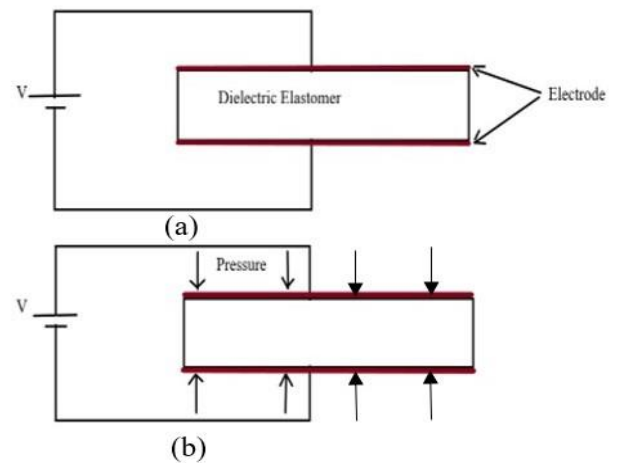 V
Dielectric Elastomer
Electrode
(a)
Pressure
V
(b)